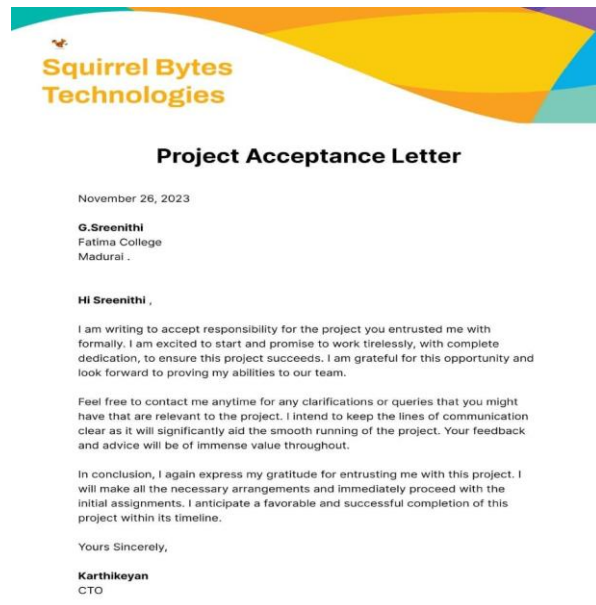 Squirrel Bytes
Technologies
Project Acceptance Letter
November 26, 2023
G.Sreenithi
Fatima College
Madurai .
Hi Sreenithi ,
I am writing to accept responsibility for the project you entrusted me with
formally. I am excited to start and promise to work tirelessly, with complete
dedication, to ensure this project succeeds. I am grateful for this opportunity and
look forward to proving my abilities to our team.
Feel free to contact me anytime for any clarifications or queries that you might
have that are relevant to the project. I intend to keep the lines of communication
clear as it will significantly aid the smooth running of the project. Your feedback
and advice will be of immense value throughout.
In conclusion, I again express my gratitude for entrusting me with this project. I
will make all the necessary arrangements and immediately proceed with the
initial assignments. I anticipate a favorable and successful completion of this
project within its timeline.
Yours Sincerely,
Karthikeyan
CTO